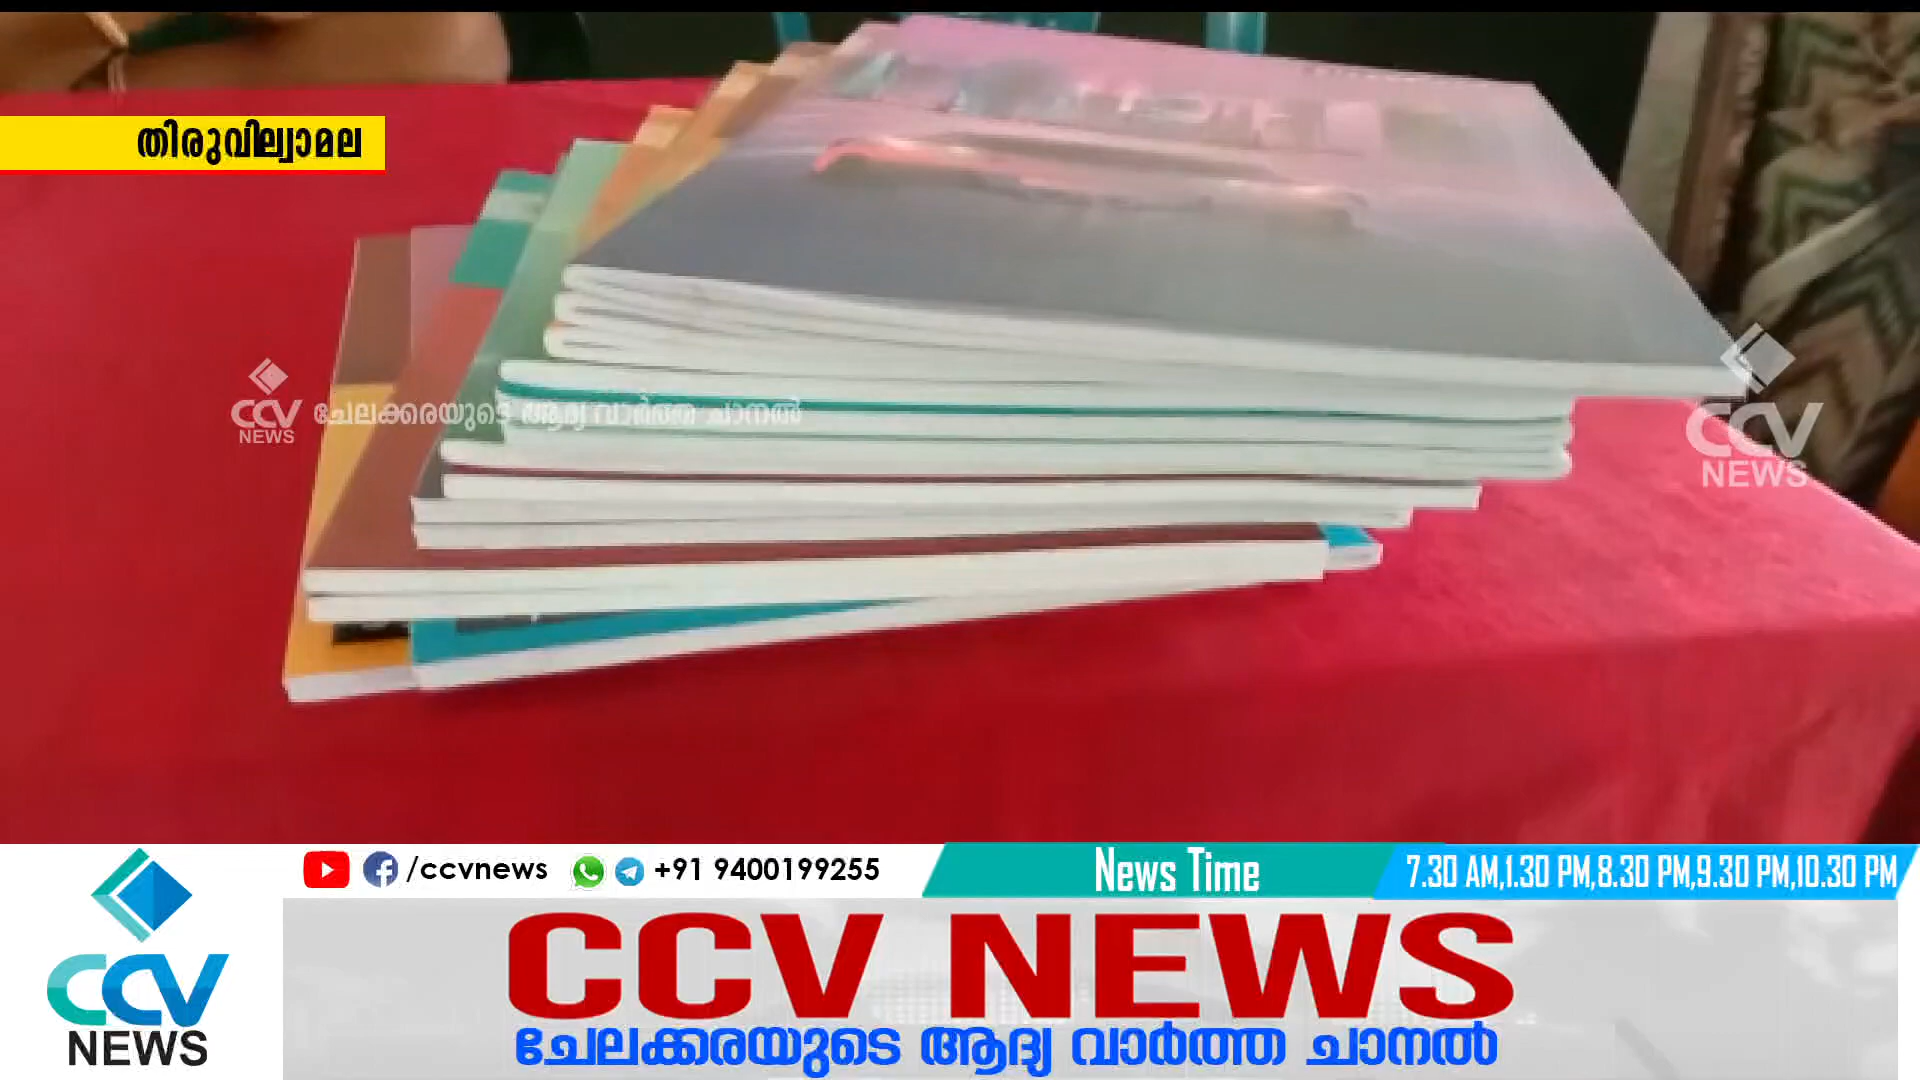 തിരുവില്വാമല
CCV NEWS ചേലക്കരയുടെ ആദ്യ വാർത്ത ചാനൽ
CCV NEWS
/ccvnews +91 9400199255
News Time
7.30 AM,1.30 PM,8.30 PM,9.30 PM,10.30 PM
CCV NEWS
CCV NEWS
ചേലക്കരയുടെ ആദ്യ വാർത്ത ചാനൽ